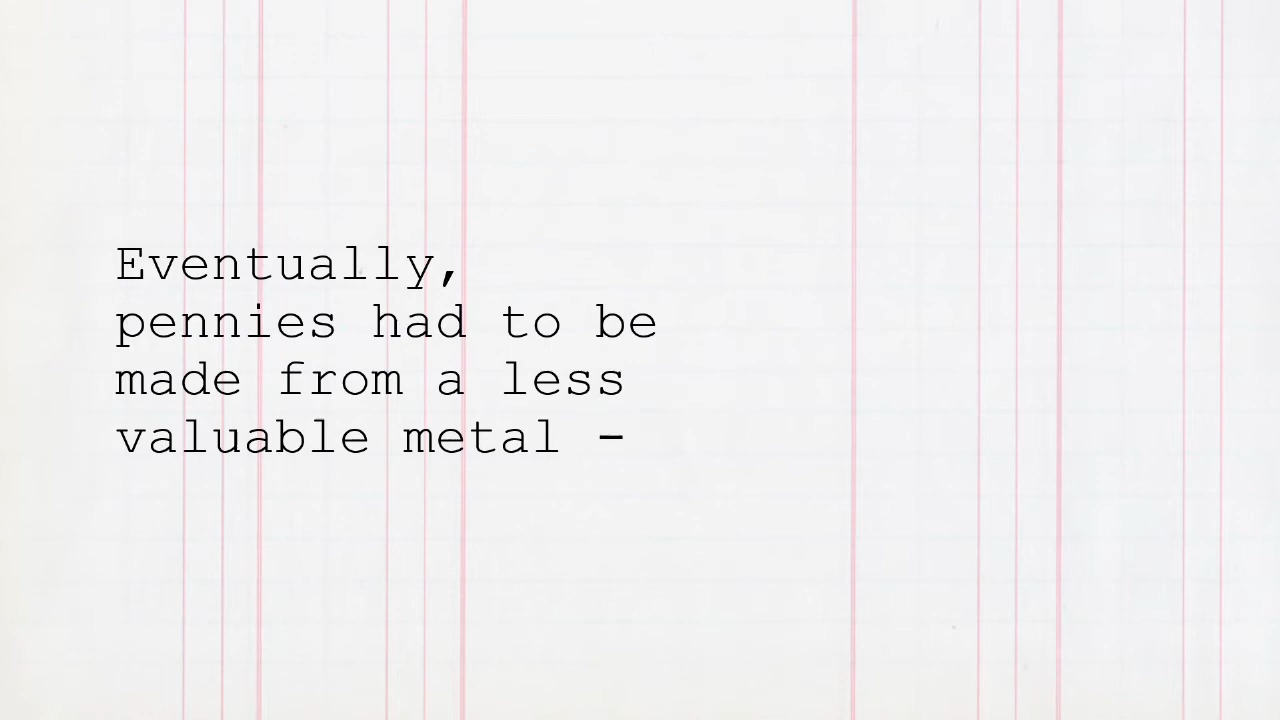 Eventually,
pennies had to be
made from a less
valuable metal -